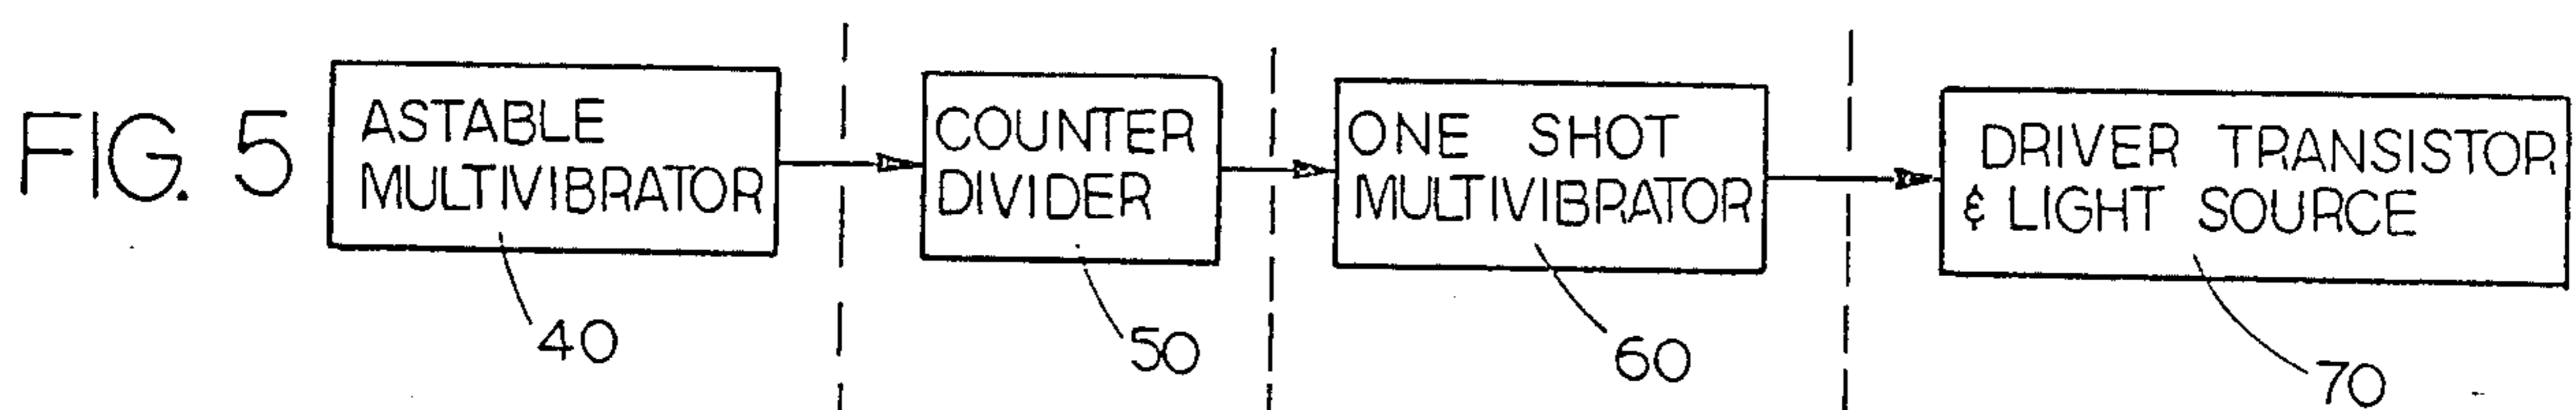 FIG. 5
ASTABLE
MULTIVIBRATOR
COUNTER
DIVIDER
ONE SHOT
MULTIVIBRATOR
DRIVER TRANSISTOR
& LIGHT SOURCE
40
50
60
70